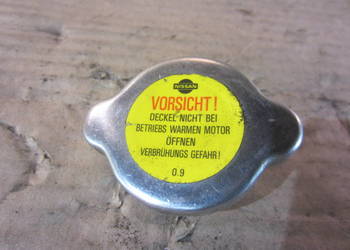 NISSAN
VORSICHT!
DECKEL NICHT BEI
BETRIEBS WARMEN MOTOR
ÖFFNEN
VERBRÜHUNGS GEFAHR!
0.9